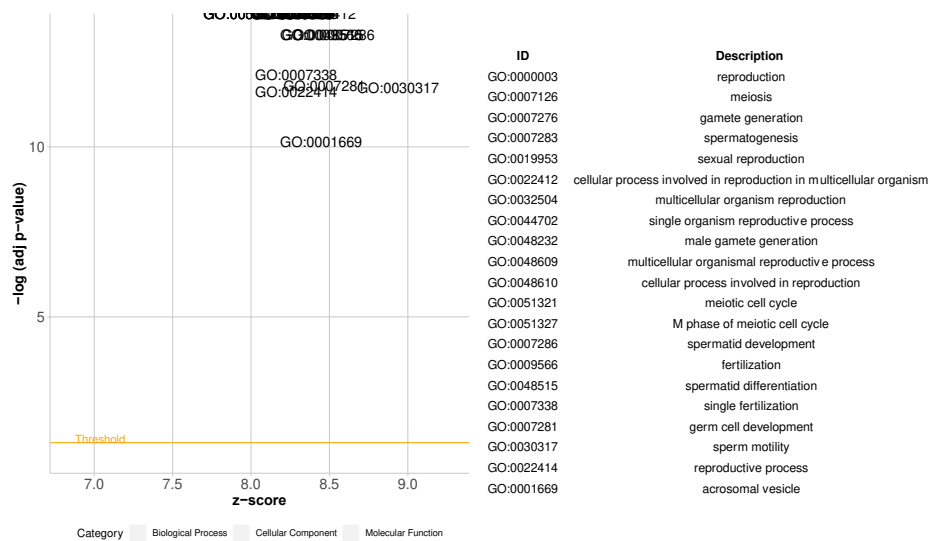 GO:0007338
GO:0007281
GO:0030317
GO:0022414
GO:0001669
10
5
−log (adj p−value)
Threshold
7.0 7.5 8.0 8.5 9.0
z−score
Category Biological Process Cellular Component Molecular Function
ID Description
GO:0000003 reproduction
GO:0007126 meiosis
GO:0007276 gamete generation
GO:0007283 spermatogenesis
GO:0019953 sexual reproduction
GO:0022412 cellular process involved in reproduction in multicellular organism
GO:0032504 multicellular organism reproduction
GO:0044702 single organism reproductive process
GO:0048232 male gamete generation
GO:0048609 multicellular organismal reproductive process
GO:0048610 cellular process involved in reproduction
GO:0051321 meiotic cell cycle
GO:0051327 M phase of meiotic cell cycle
GO:0007286 spermatid development
GO:0009566 fertilization
GO:0048515 spermatid differentiation
GO:0007338 single fertilization
GO:0007281 germ cell development
GO:0030317 sperm motility
GO:0022414 reproductive process
GO:0001669 acrosomal vesicle